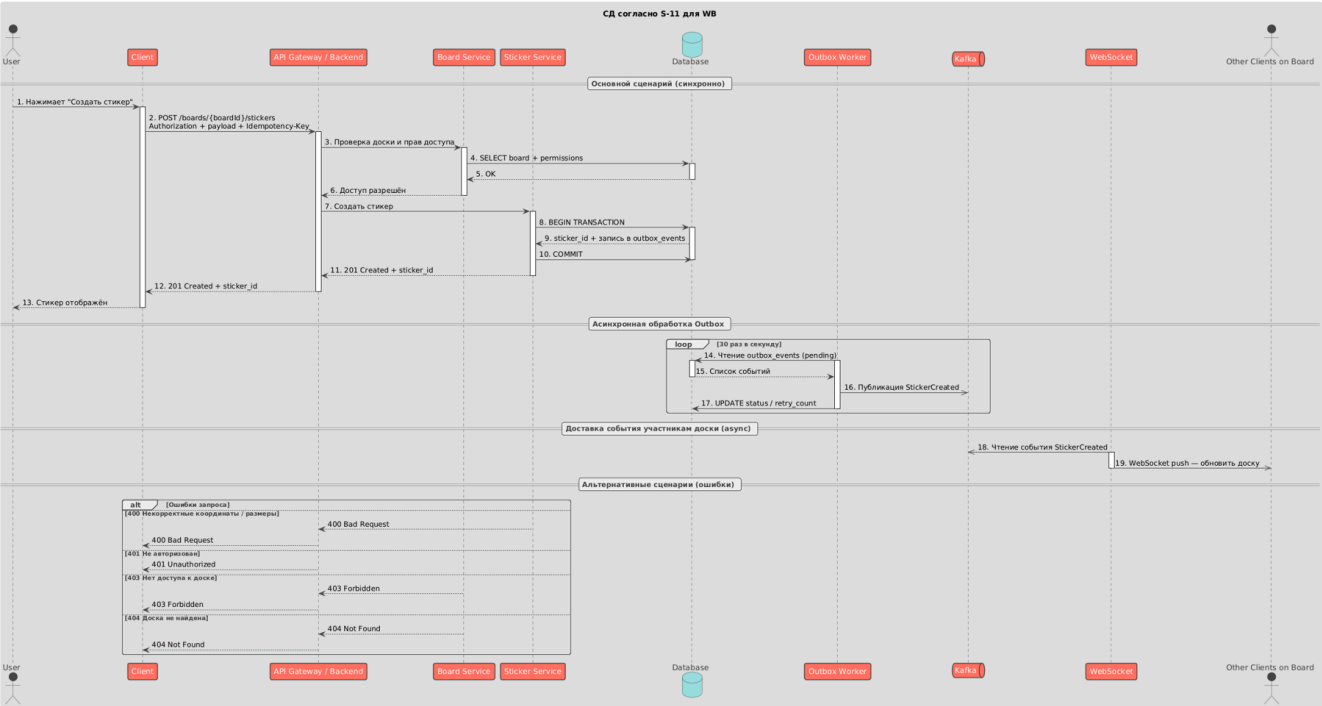 СД согласно S-11 для WB
User
Client
API Gateway / Backend
Board Service
Sticker Service
Database
Outbox Worker
Kafka
WebSocket
Other Clients on Board
Основной сценарий (синхронно)
1. Нажимает "Создать стикер"
2. POST /boards/{boardId}/stickers
Authorization + payload + Idempotency-Key
3. Проверка доски и прав доступа
4. SELECT board + permissions
5. OK
6. Доступ разрешён
7. Создать стикер
8. BEGIN TRANSACTION
9. sticker_id + запись в outbox_events
10. COMMIT
11. 201 Created + sticker_id
12. 201 Created + sticker_id
13. Стикер отображён
Асинхронная обработка Outbox
loop [30 раз в секунду]
14. Чтение outbox_events (pending)
15. Список событий
16. Публикация StickerCreated
17. UPDATE status / retry_count
Доставка события участникам доски (async)
18. Чтение события StickerCreated
19. WebSocket push — обновить доску
Альтернативные сценарии (ошибки)
alt [Ошибки запроса]
[400 Некорректные координаты / размеры]
400 Bad Request
400 Bad Request
[401 Не авторизован]
401 Unauthorized
[403 Нет доступа к доске]
403 Forbidden
403 Forbidden
[404 Доска не найдена]
404 Not Found
404 Not Found
User
Client
API Gateway / Backend
Board Service
Sticker Service
Database
Outbox Worker
Kafka
WebSocket
Other Clients on Board